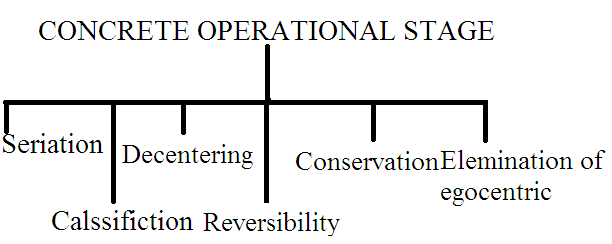 CONCRETE OPERATIONAL STAGE
Seriation
Decentering
Conservation
Elemination of
egocentric
Calssifiction
Reversibility